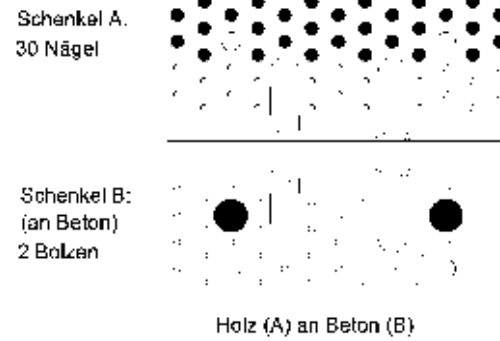 Schenkel A.
30 Nägel
Schenkel B:
(an Beton)
2 Bolzen
Holz (A) an Beton (B)